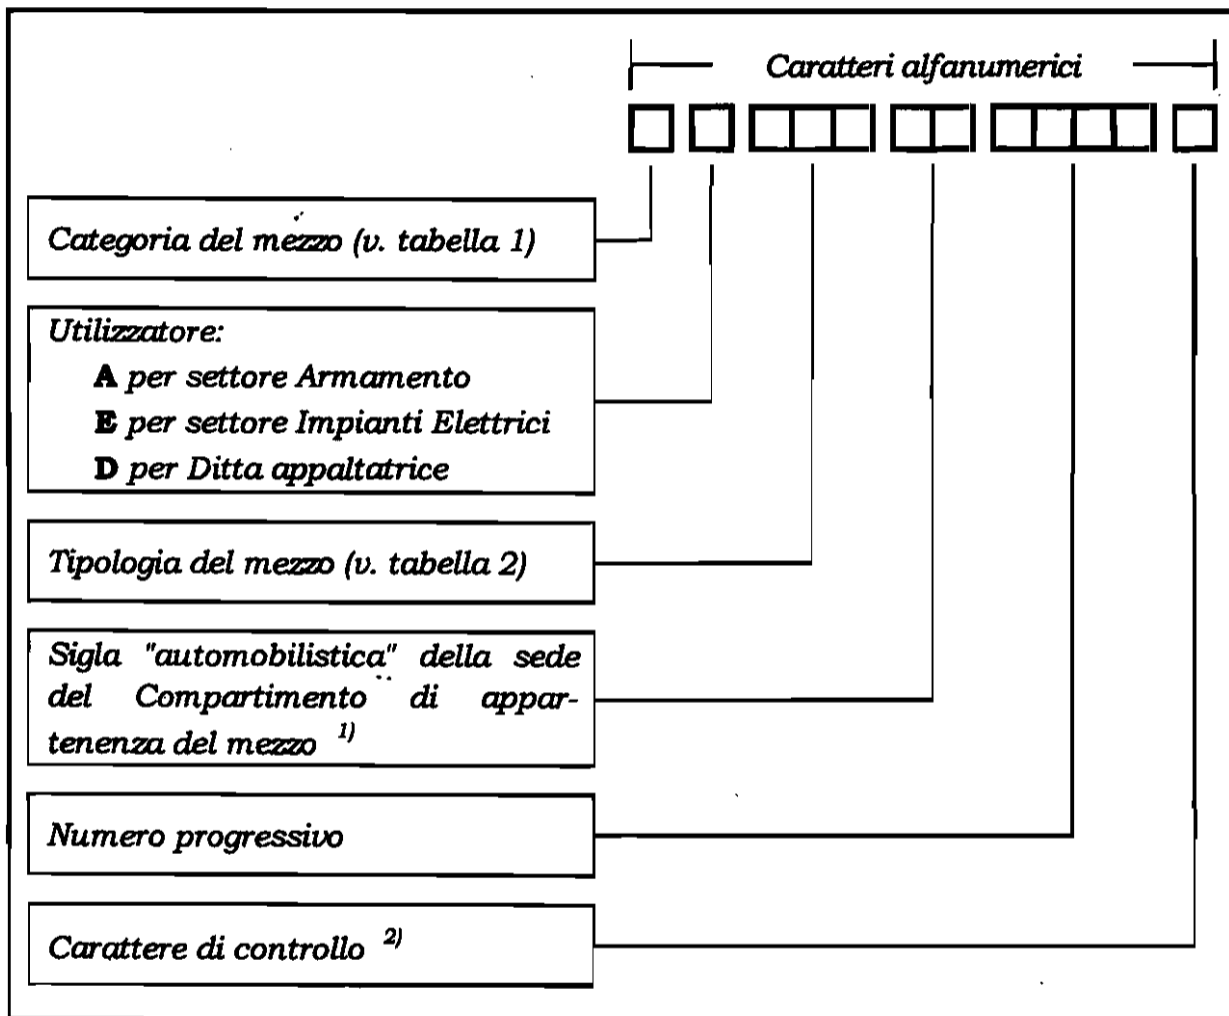 Caratteri alfanumerici
Categoria del mezzo (v. tabella 1)
Utilizzatore:
A per settore Armamento
E per settore Impianti Elettrici
D per Ditta appaltatrice
Tipologia del mezzo (v. tabella 2)
Sigla "automobilistica" della sede
del Compartimento di appar-
tenenza del mezzo 1)
Numero progressivo
Carattere di controllo 2)